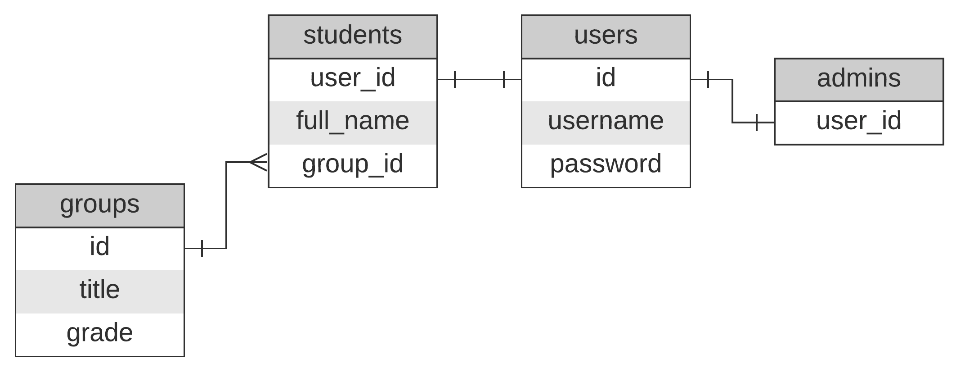 students
user_id
full_name
group_id
users
id
username
password
admins
user_id
groups
id
title
grade